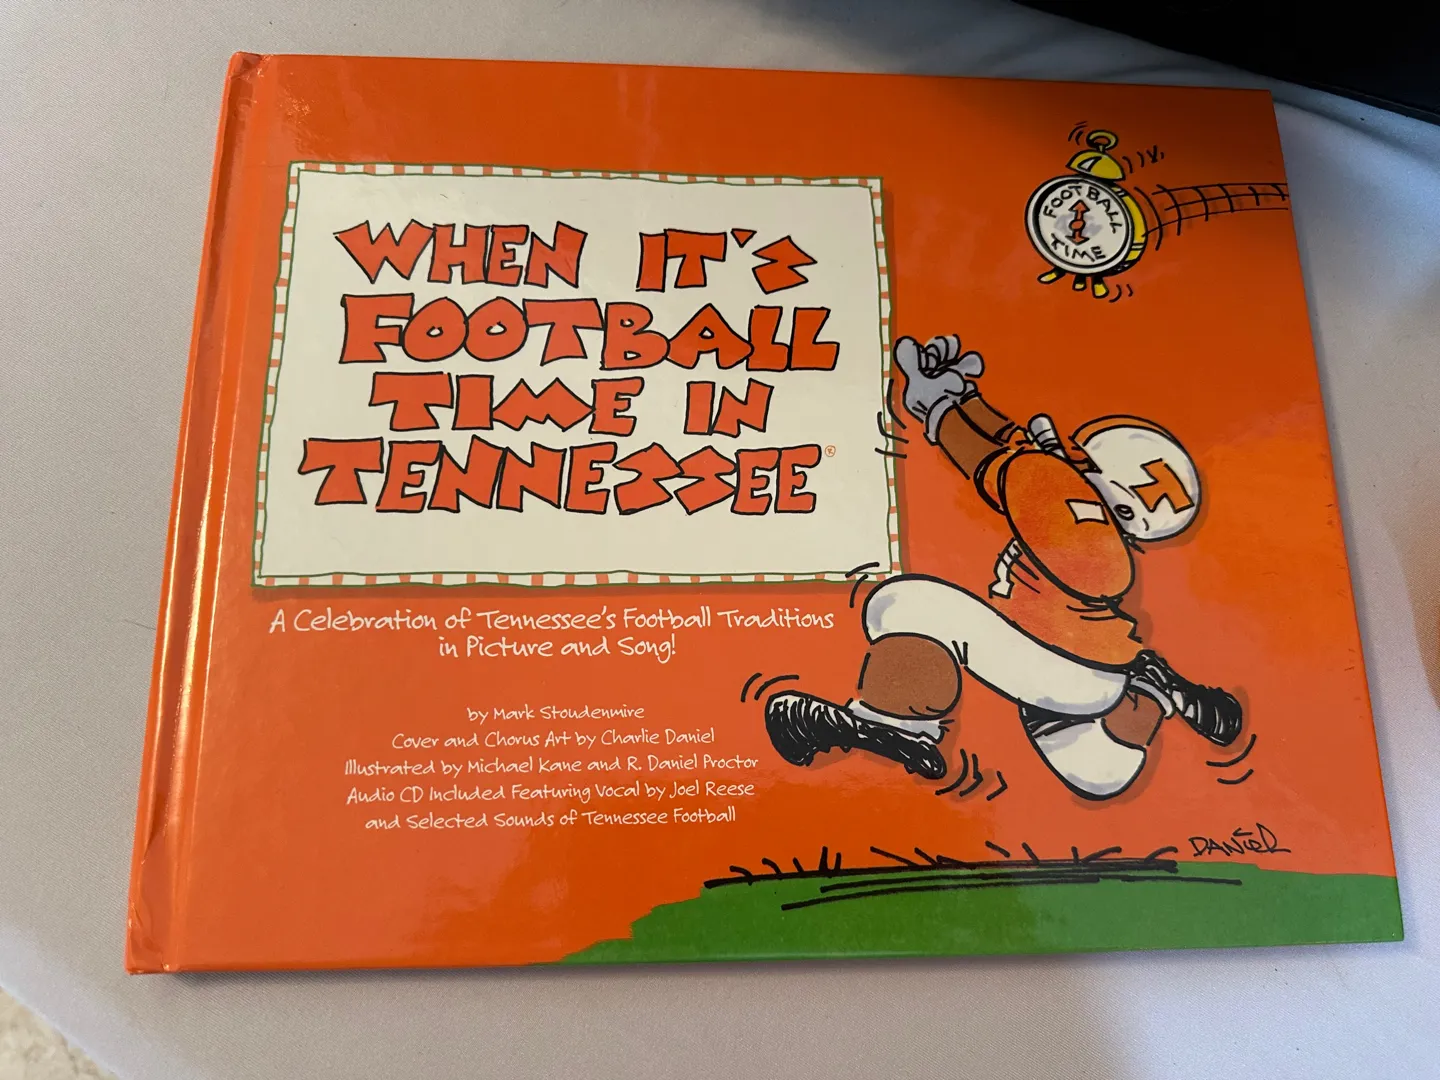 WHEN IT'S
FOOTBALL
TIME IN
TENNESSEE®
A Celebration of Tennessee's Football Traditions
in Picture and Song!
by Mark Stoudenmire
Cover and Chorus Art by Charlie Daniel
Illustrated by Michael Kane and R. Daniel Proctor
Audio CD Included Featuring Vocal by Joel Reese
and Selected Sounds of Tennessee Football
FOOTBALL
TIME
T
DANIEL